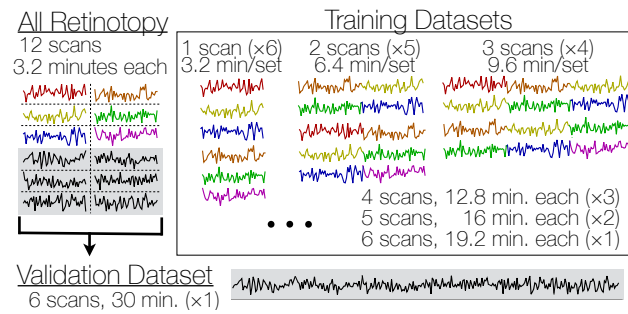 All Retinotopy
12 scans
3.2 minutes each
Training Datasets
1 scan (×6)
3.2 min/set
2 scans (×5)
6.4 min/set
3 scans (×4)
9.6 min/set
4 scans, 12.8 min. each (×3)
5 scans, 16 min. each (×2)
6 scans, 19.2 min. each (×1)
Validation Dataset
6 scans, 30 min. (×1)